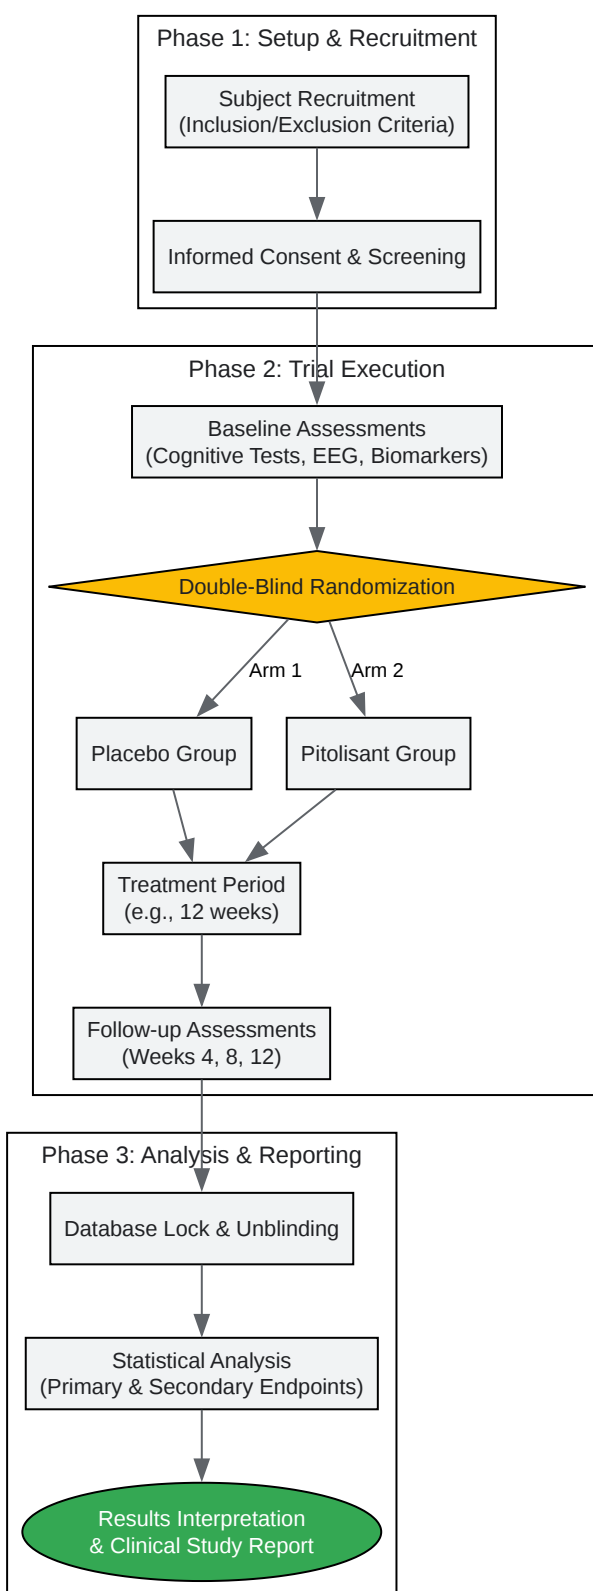 Phase 1: Setup & Recruitment
Subject Recruitment
(Inclusion/Exclusion Criteria)
Informed Consent & Screening
Phase 2: Trial Execution
Baseline Assessments
(Cognitive Tests, EEG, Biomarkers)
Double-Blind Randomization
Arm 1
Arm 2
Placebo Group
Pitolisant Group
Treatment Period
(e.g., 12 weeks)
Follow-up Assessments
(Weeks 4, 8, 12)
Phase 3: Analysis & Reporting
Database Lock & Unblinding
Statistical Analysis
(Primary & Secondary Endpoints)
Results Interpretation
& Clinical Study Report